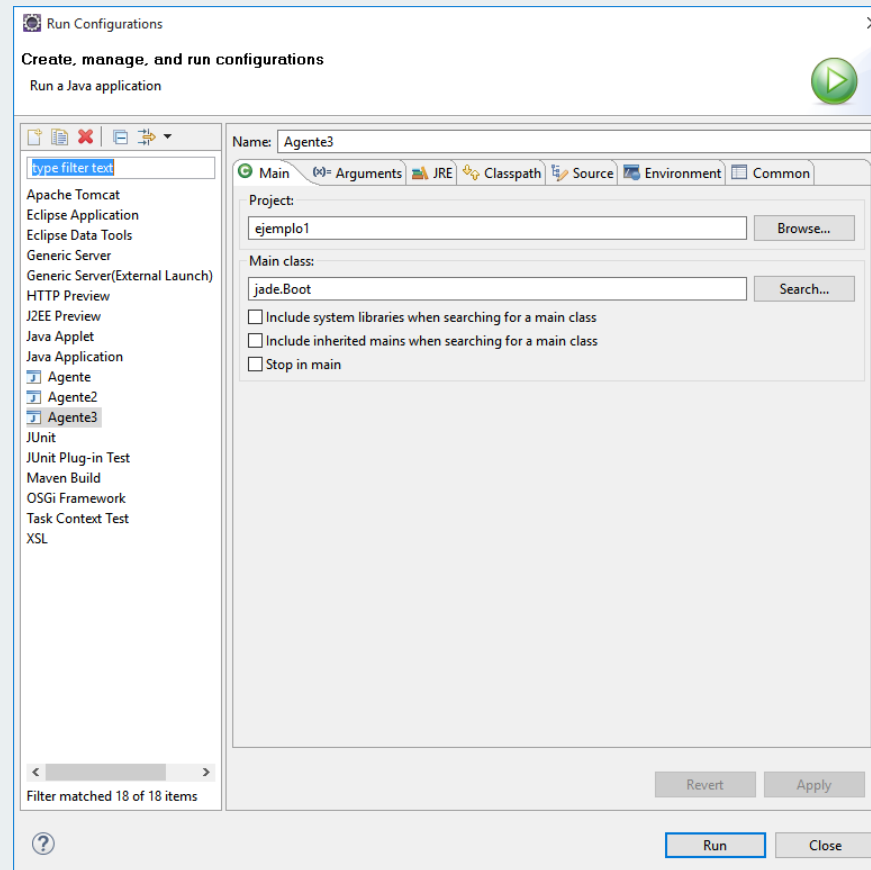 Run Configurations
Create, manage, and run configurations
Run a Java application
type filter text
Apache Tomcat
Eclipse Application
Eclipse Data Tools
Generic Server
Generic Server(External Launch)
HTTP Preview
J2EE Preview
Java Applet
Java Application
Agente
Agente2
Agente3
JUnit
JUnit Plug-in Test
Maven Build
OSGi Framework
Task Context Test
XSL
Filter matched 18 of 18 items
Name: Agente3
Main (x)= Arguments JRE Classpath Source Environment Common
Project:
ejemplo1 Browse...
Main class:
jade.Boot Search...
Include system libraries when searching for a main class
Include inherited mains when searching for a main class
Stop in main
Revert Apply
Run Close